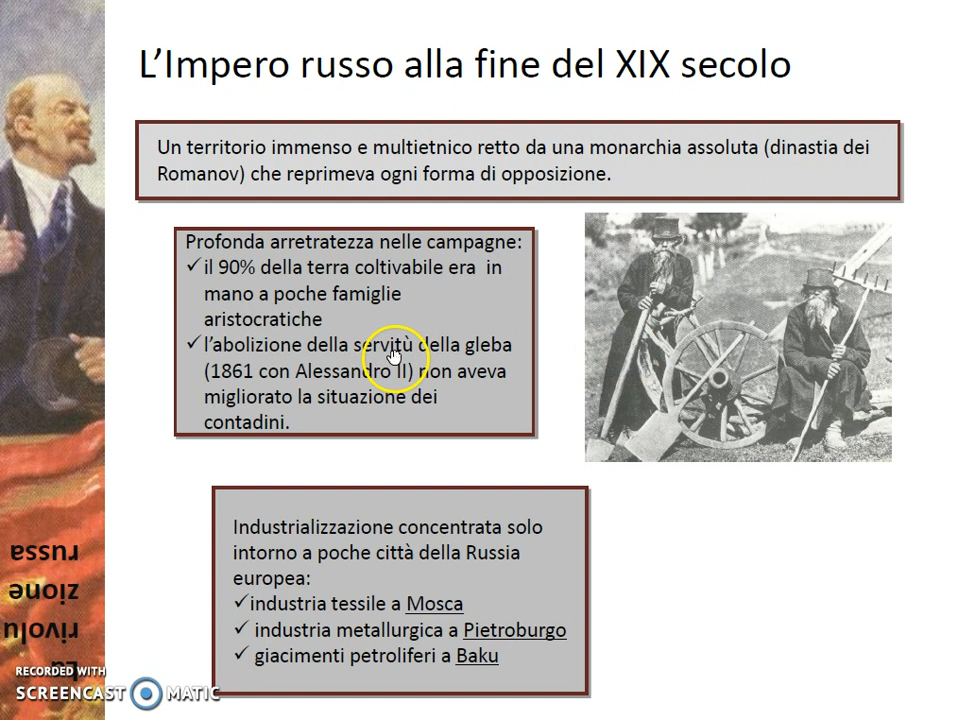 L’Impero russo alla fine del XIX secolo
Un territorio immenso e multietnico retto da una monarchia assoluta (dinastia dei
Romanov) che reprimeva ogni forma di opposizione.
Profonda arretratezza nelle campagne:
✓il 90% della terra coltivabile era in
mano a poche famiglie
aristocratiche
✓l’abolizione della servitù della gleba
(1861 con Alessandro II) non aveva
migliorato la situazione dei
contadini.
Industrializzazione concentrata solo
intorno a poche città della Russia
europea:
✓industria tessile a Mosca
✓ industria metallurgica a Pietroburgo
✓ giacimenti petroliferi a Baku
La
rivolu
zione
russa
RECORDED WITH
SCREENCAST MATIC